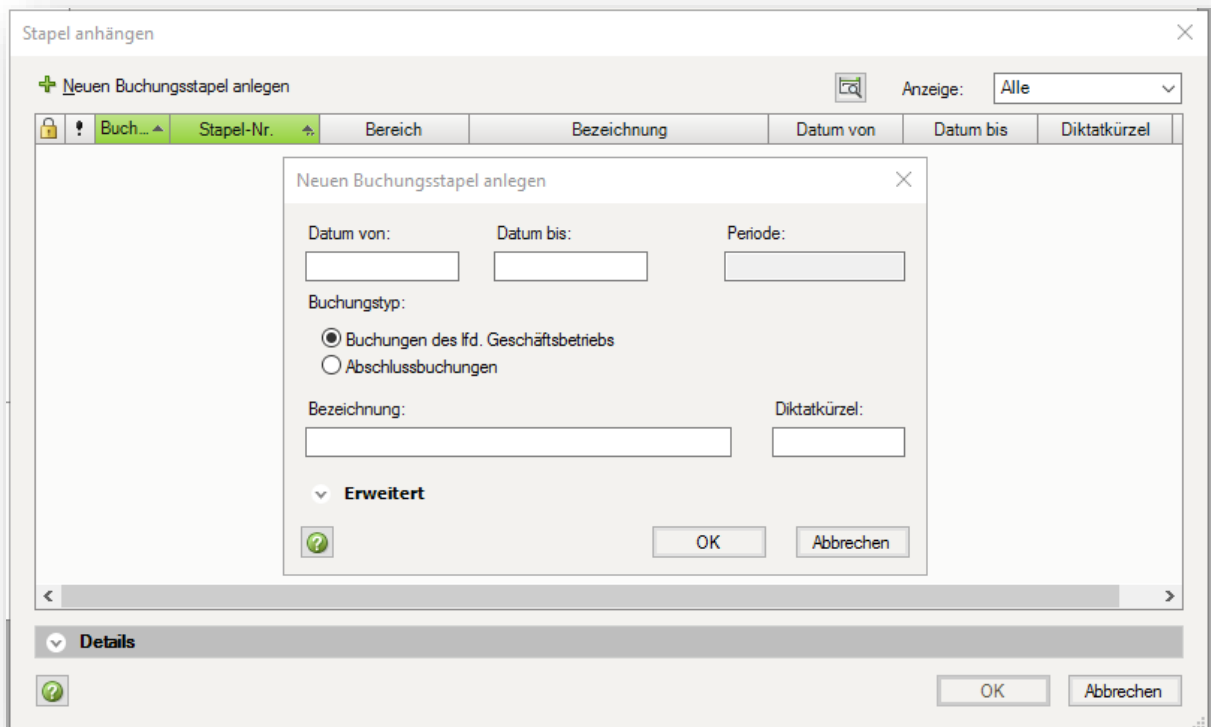 Stapel anhängen
Neuen Buchungsstapel anlegen
Anzeige: Alle
Buch... Stapel-Nr. Bereich Bezeichnung Datum von Datum bis Diktatkürzel
Neuen Buchungsstapel anlegen
Datum von: Datum bis: Periode:
Buchungstyp:
Buchungen des lfd. Geschäftsbetriebs
Abschlussbuchungen
Bezeichnung: Diktatkürzel:
Erweitert
OK Abbrechen
Details
OK Abbrechen